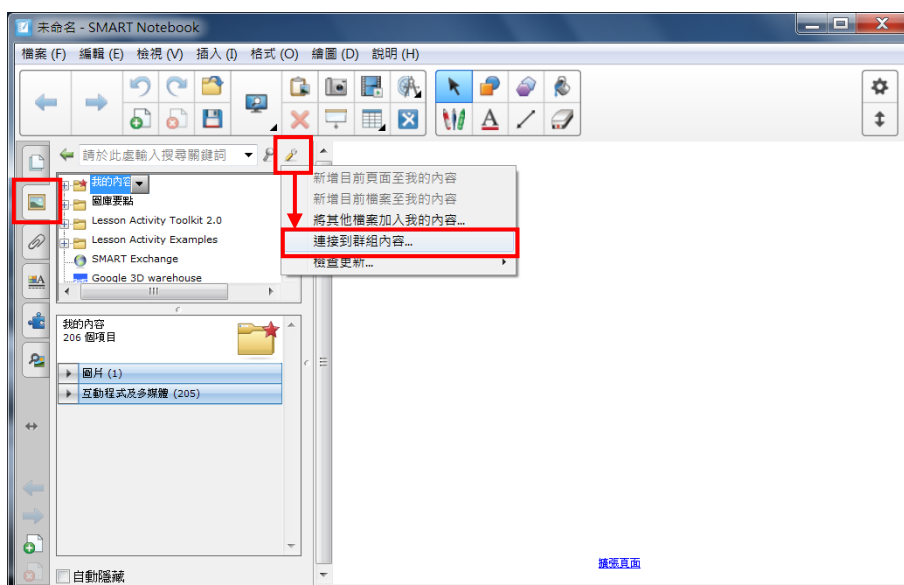 未命名 - SMART Notebook
檔案 (F) 編輯 (E) 檢視 (V) 插入 (I) 格式 (O) 繪圖 (D) 說明 (H)
請於此處輸入搜尋關鍵詞
我的內容
圖庫要點
Lesson Activity Toolkit 2.0
Lesson Activity Examples
SMART Exchange
Google 3D warehouse
新增目前頁面至我的內容
新增目前檔案至我的內容
將其他檔案加入我的內容...
連接到群組內容...
檢查更新...
我的內容
206 個項目
圖片 (1)
互動程式及多媒體 (205)
自動隱藏
擴張頁面